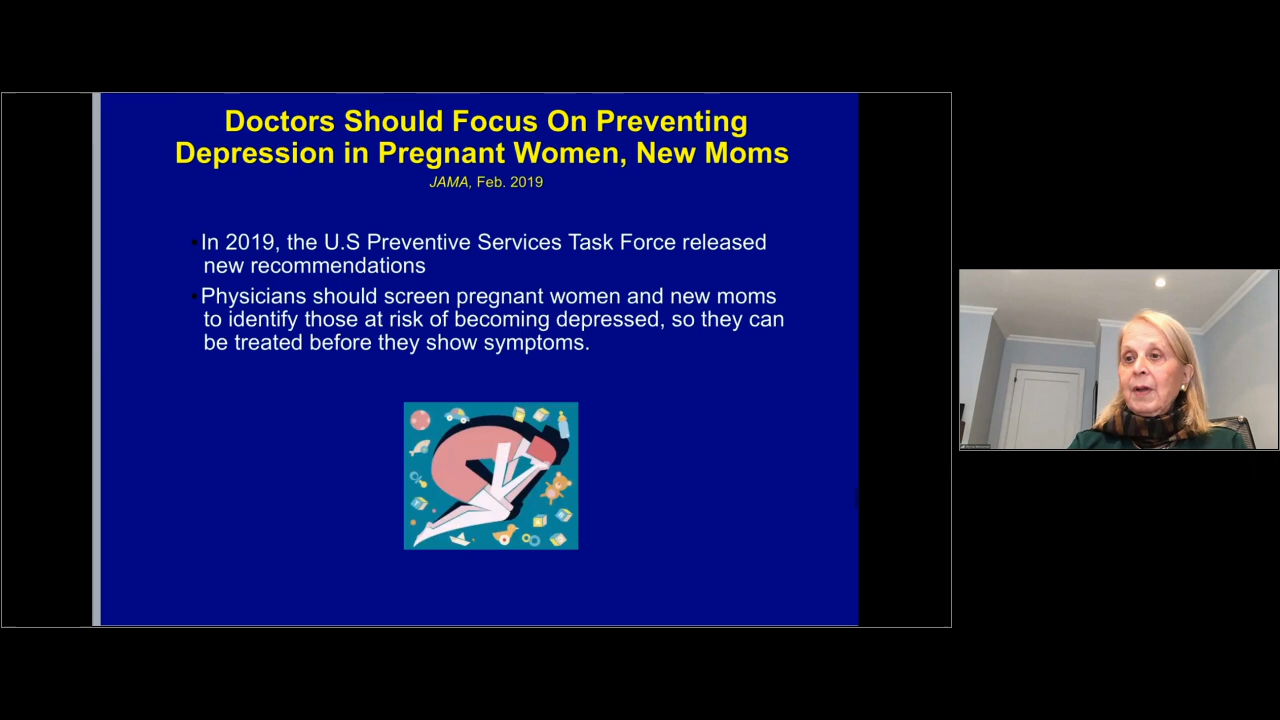 Doctors Should Focus On Preventing
Depression in Pregnant Women, New Moms
JAMA, Feb. 2019
•In 2019, the U.S Preventive Services Task Force released
new recommendations
•Physicians should screen pregnant women and new moms
to identify those at risk of becoming depressed, so they can
be treated before they show symptoms.